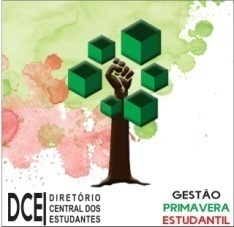 DCE
DIRETÓRIO
CENTRAL DOS
ESTUDANTES
GESTÃO
PRIMAVERA
ESTUDANTIL